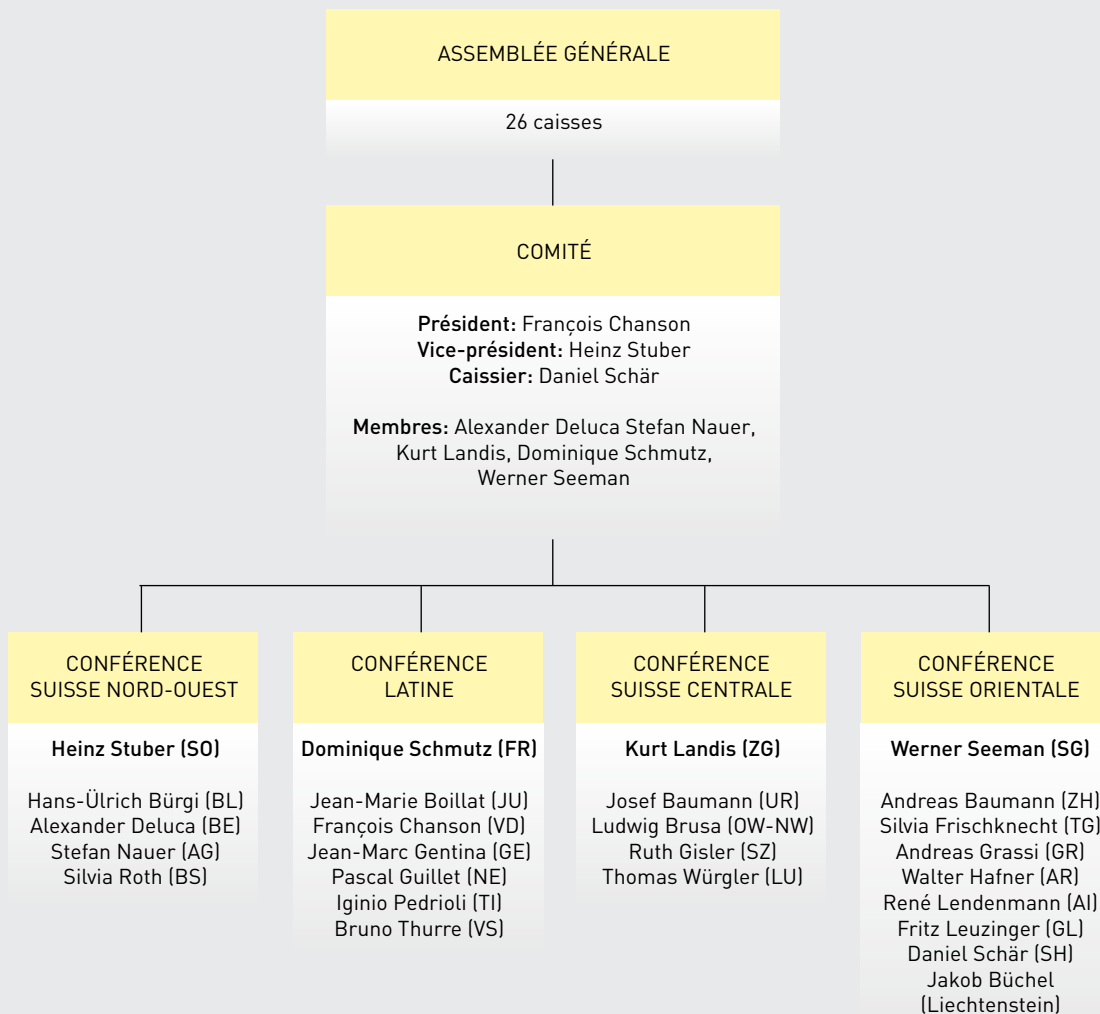 ASSEMBLÉE GÉNÉRALE
26 caisses
COMITÉ
Président: François Chanson
Vice-président: Heinz Stuber
Caissier: Daniel Schär
Membres: Alexander Deluca Stefan Nauer,
Kurt Landis, Dominique Schmutz,
Werner Seeman
CONFÉRENCE
SUISSE NORD-OUEST
Heinz Stuber (SO)
Hans-Ülrich Bürgi (BL)
Alexander Deluca (BE)
Stefan Nauer (AG)
Silvia Roth (BS)
CONFÉRENCE
LATINE
Dominique Schmutz (FR)
Jean-Marie Boillat (JU)
François Chanson (VD)
Jean-Marc Gentina (GE)
Pascal Guillet (NE)
Iginio Pedrioli (TI)
Bruno Thurre (VS)
CONFÉRENCE
SUISSE CENTRALE
Kurt Landis (ZG)
Josef Baumann (UR)
Ludwig Brusa (OW-NW)
Ruth Gisler (SZ)
Thomas Würgler (LU)
CONFÉRENCE
SUISSE ORIENTALE
Werner Seeman (SG)
Andreas Baumann (ZH)
Silvia Frischknecht (TG)
Andreas Grassi (GR)
Walter Hafner (AR)
René Lendenmann (AI)
Fritz Leuzinger (GL)
Daniel Schär (SH)
Jakob Büchel
(Liechtenstein)